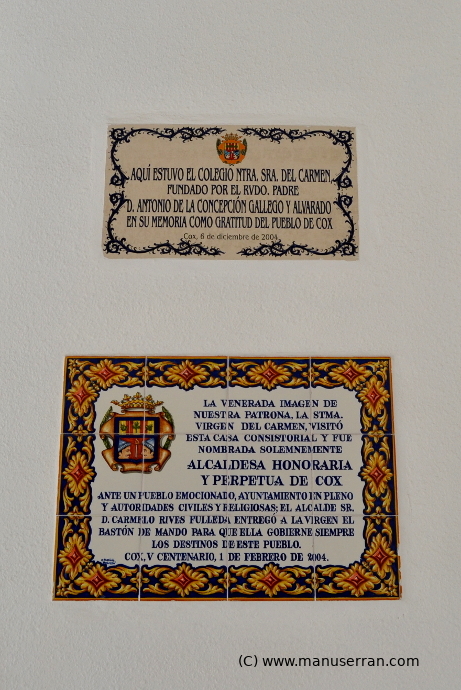 AQUÍ ESTUVO EL COLEGIO NTRA. SRA. DEL CARMEN
FUNDADO POR EL RVDO. PADRE
D. ANTONIO DE LA CONCEPCIÓN GALLEGO Y ALVARADO
EN SU MEMORIA COMO GRATITUD DEL PUEBLO DE COX
Cox, 6 de diciembre de 2004
LA VENERADA IMAGEN DE
NUESTRA PATRONA, LA STMA.
VIRGEN DEL CARMEN, VISITÓ
ESTA CASA CONSISTORIAL Y FUE
NOMBRADA SOLEMNEMENTE
ALCALDESA HONORARIA
Y PERPETUA DE COX
ANTE UN PUEBLO EMOCIONADO, AYUNTAMIENTO EN PLENO
Y AUTORIDADES CIVILES Y RELIGIOSAS; EL ALCALDE SR.
D. CARMELO RIVES FULLEDA ENTREGÓ A LA VIRGEN EL
BASTÓN DE MANDO PARA QUE ELLA GOBIERNE SIEMPRE
LOS DESTINOS DE ESTE PUEBLO.
COX, V CENTENARIO, 1 DE FEBRERO DE 2004.
(C) www.manuserran.com